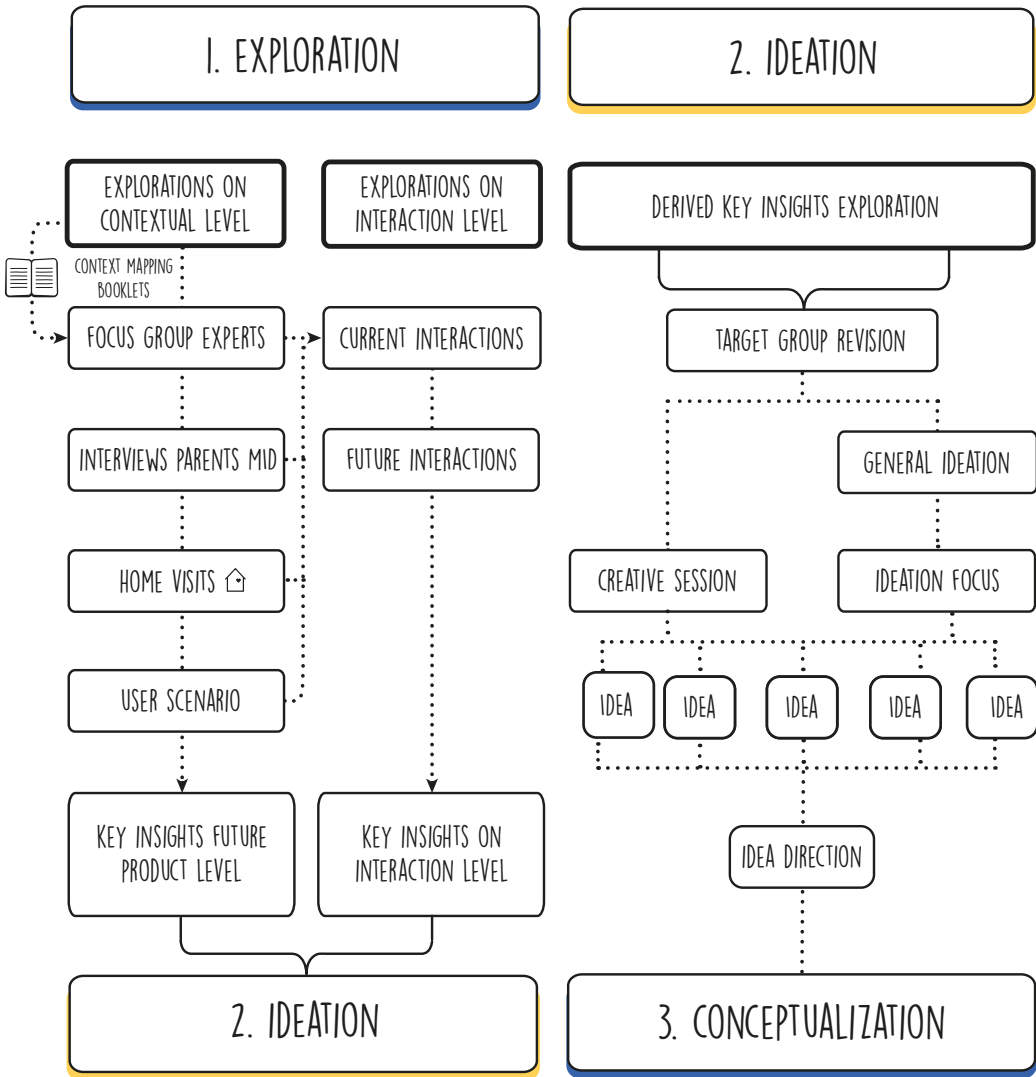 1. EXPLORATION
EXPLORATIONS ON
CONTEXTUAL LEVEL
EXPLORATIONS ON
INTERACTION LEVEL
CONTEXT MAPPING
BOOKLETS
FOCUS GROUP EXPERTS
CURRENT INTERACTIONS
INTERVIEWS PARENTS MID
FUTURE INTERACTIONS
HOME VISITS
USER SCENARIO
KEY INSIGHTS FUTURE
PRODUCT LEVEL
KEY INSIGHTS ON
INTERACTION LEVEL
2. IDEATION
2. IDEATION
DERIVED KEY INSIGHTS EXPLORATION
TARGET GROUP REVISION
GENERAL IDEATION
CREATIVE SESSION
IDEATION FOCUS
IDEA
IDEA
IDEA
IDEA
IDEA
IDEA DIRECTION
3. CONCEPTUALIZATION